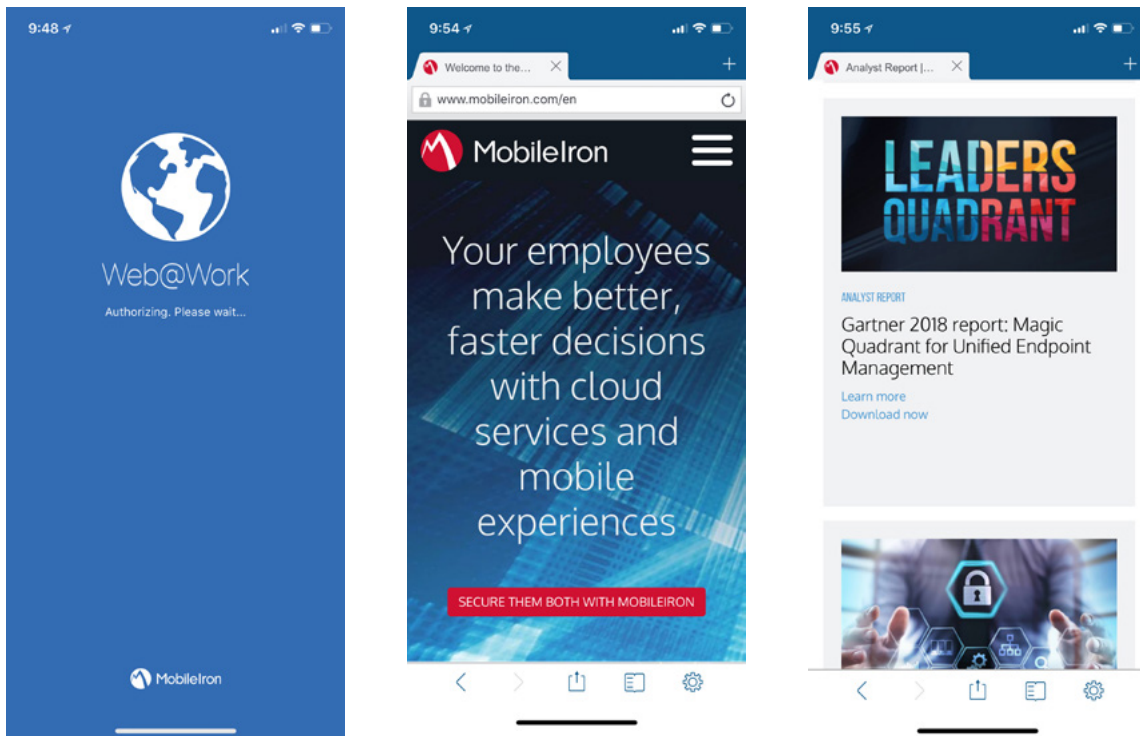 9:48
Web@Work
Authorizing. Please wait...
MobileIron
9:54
Welcome to the...
www.mobileiron.com/en
MobileIron
Your employees
make better,
faster decisions
with cloud
services and
mobile
experiences
SECURE THEM BOTH WITH MOBILEIRON
9:55
Analyst Report |...
LEADERS
QUADRANT
ANALYST REPORT
Gartner 2018 report: Magic
Quadrant for Unified Endpoint
Management
Learn more
Download now